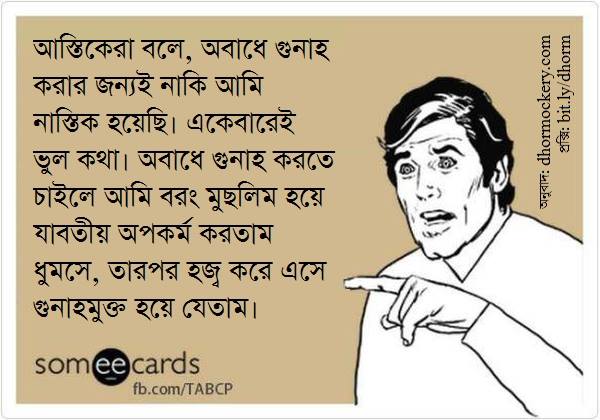 আস্তিকেরা বলে, অবাধে গুনাহ
করার জন্যই নাকি আমি
নাস্তিক হয়েছি। একেবারেই
ভুল কথা। অবাধে গুনাহ করতে
চাইলে আমি বরং মুছলিম হয়ে
যাবতীয় অপকর্ম করতাম
ধুমসে, তারপর হজ্ব করে এসে
গুনাহমুক্ত হয়ে যেতাম।
someecards
fb.com/TABCP
অনুবাদ: dhormockery.com
প্রক্সি: bit.ly/dhorm